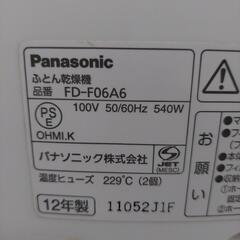 Panasonic
ふとん乾燥機
品番 FD-F06A6
100V 50/60Hz 540W
PS
E
OHMI.K
JET
(MESC)
パナソニック株式会社
温度ヒューズ 229℃ (2個)
12年製 11052J1F
お願い